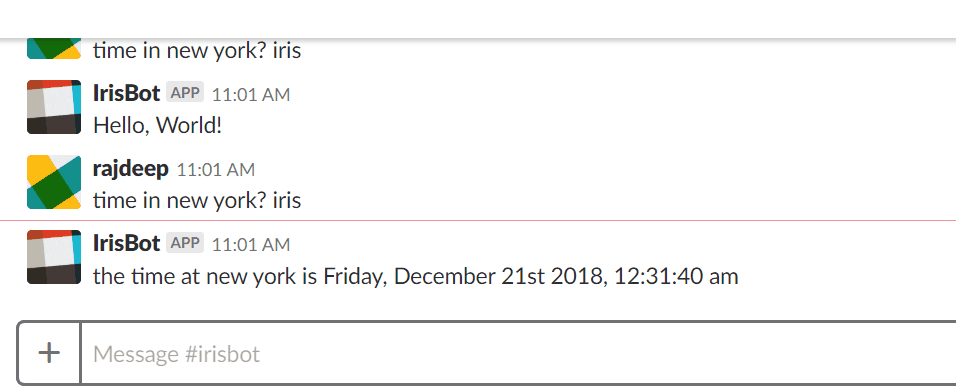 time in new york? iris
IrisBot APP 11:01 AM
Hello, World!
rajdeep 11:01 AM
time in new york? iris
IrisBot APP 11:01 AM
the time at new york is Friday, December 21st 2018, 12:31:40 am
+ Message #irisbot